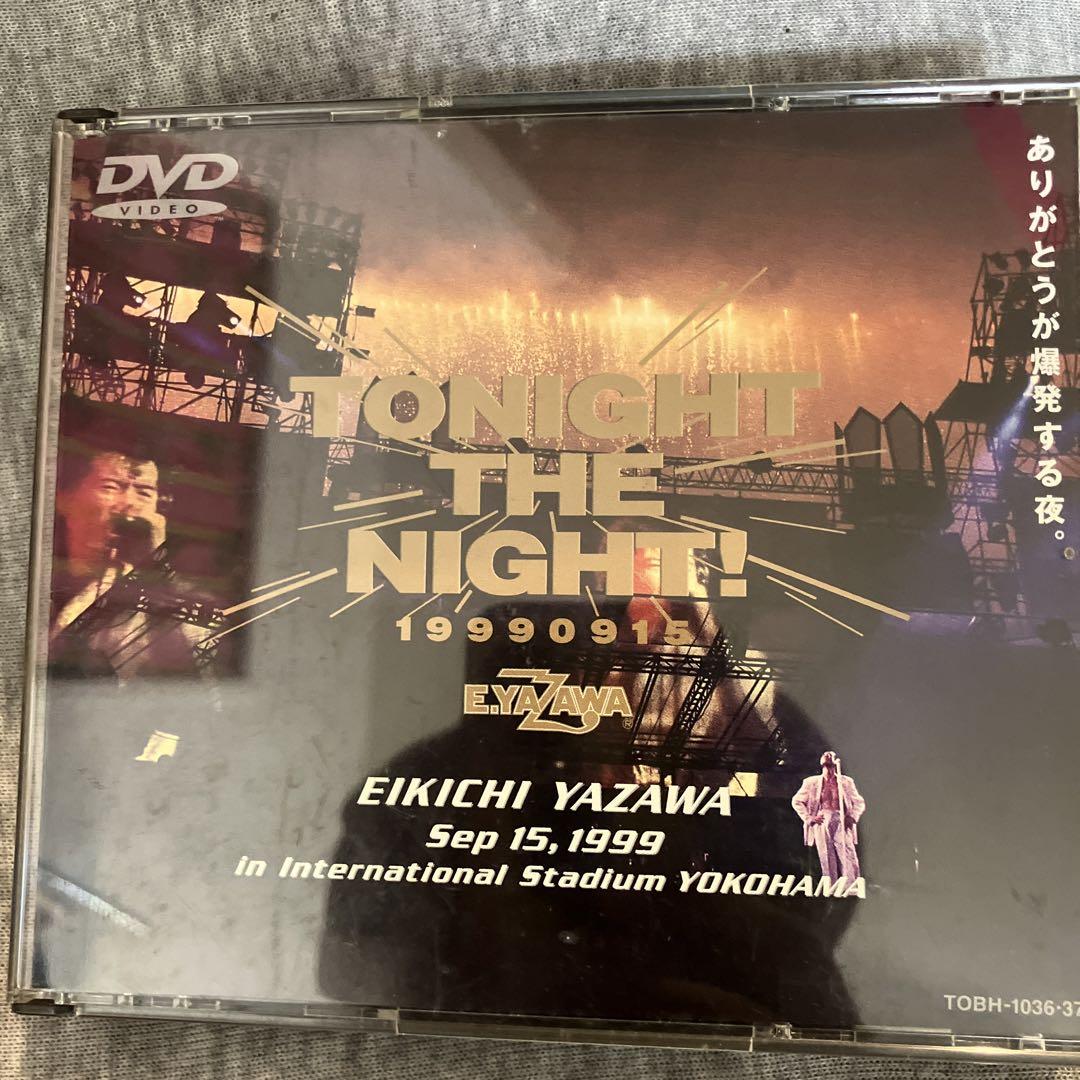 DVD
VIDEO
ありがとうが爆発する夜。
TONIGHT
THE
NIGHT!
19990915
E.YAZAWA
®
EIKICHI YAZAWA
Sep 15, 1999
in International Stadium YOKOHAMA
TOBH-1036·37